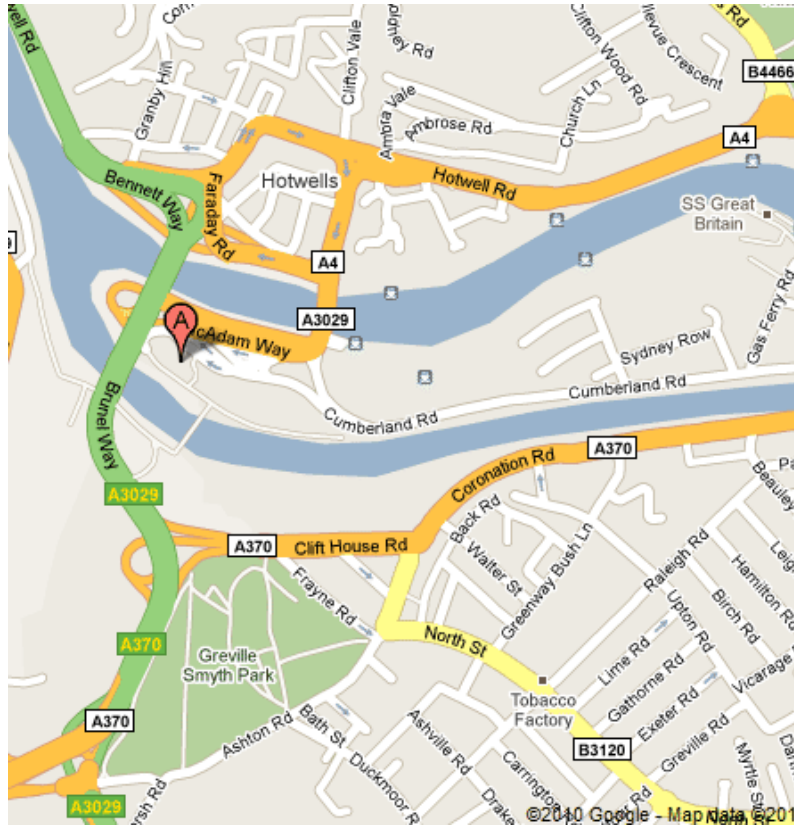 Granby Hill
Clifton Vale
Clifton Wood Rd
Bellevue Crescent
B4466
Church Ln
Ambra Vale
Ambrose Rd
A4
Hotwell Rd
Hotwells
Bennett Way
Faraday Rd
SS Great
Britain
A4
A3029
McAdam Way
A
Gas Ferry Rd
Sydney Row
Cumberland Rd
Cumberland Rd
Brunel Way
A370
Coronation Rd
A3029
Back Rd
A370
Clift House Rd
Walter St
Greenway Bush Ln
Raleigh Rd
Hamilton Rd
Birch Rd
Upton Rd
Frayne Rd
North St
A370
Greville
Smyth Park
Lime Rd
Gathorne Rd
Vicarage
Exeter Rd
Greville Rd
Tobacco
Factory
A370
Ashton Rd
Bath St
Duckmoor
Ashville Rd
Carrington
B3120
Myrtle St
A3029
North St
©2010 Google - Map data ©201